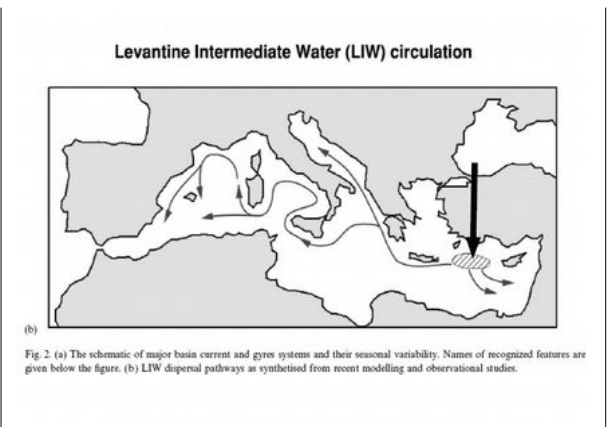 Levantine Intermediate Water (LIW) circulation
(b)
Fig. 2. (a) The schematic of major basin current and gyres systems and their seasonal variability. Names of recognized features are
given below the figure. (b) LIW dispersal pathways as synthetised from recent modelling and observational studies.